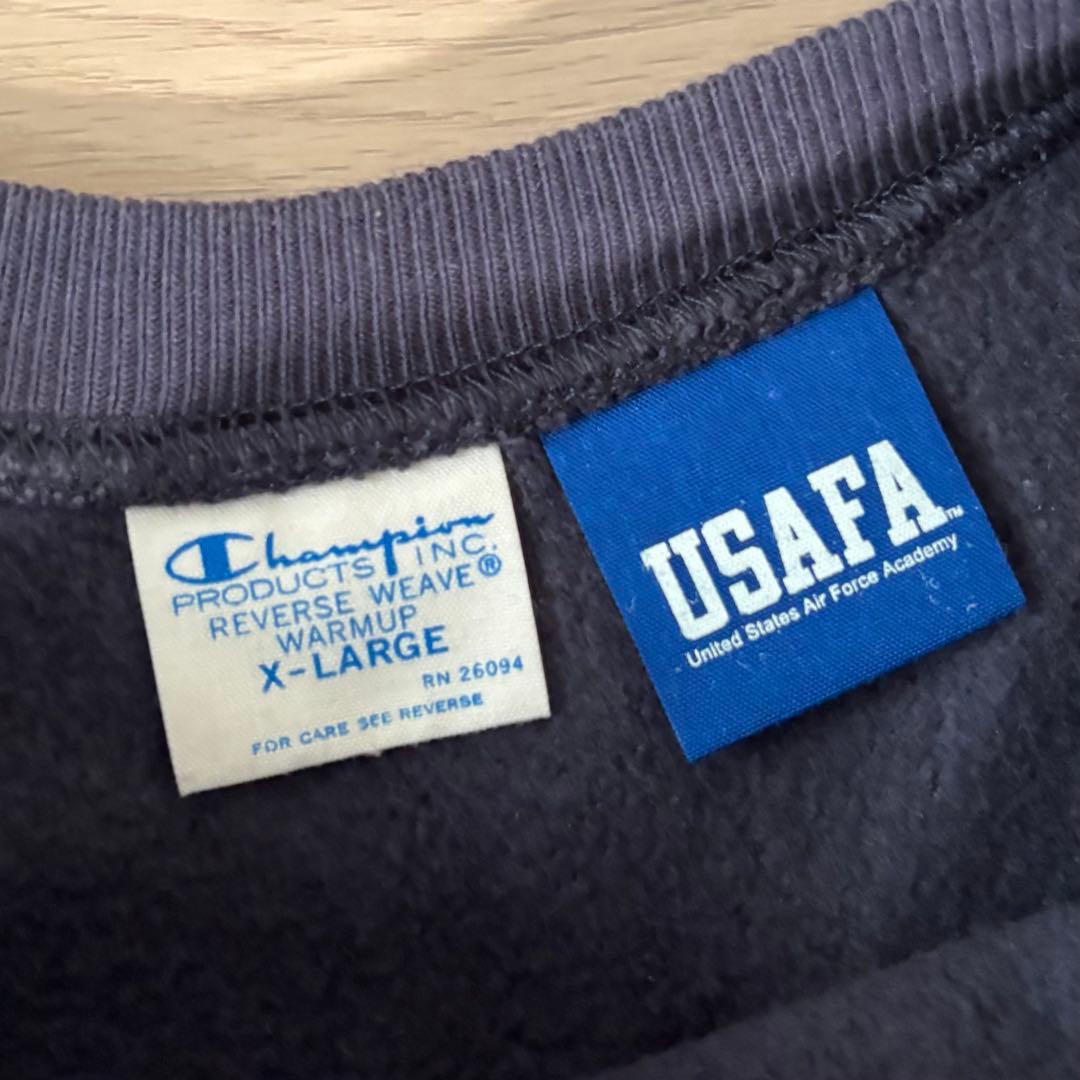 Champion
PRODUCTS INC.
REVERSE WEAVE®
WARMUP
X-LARGE
RN 26094
FOR CARE SEE REVERSE
USAFA™
United States Air Force Academy